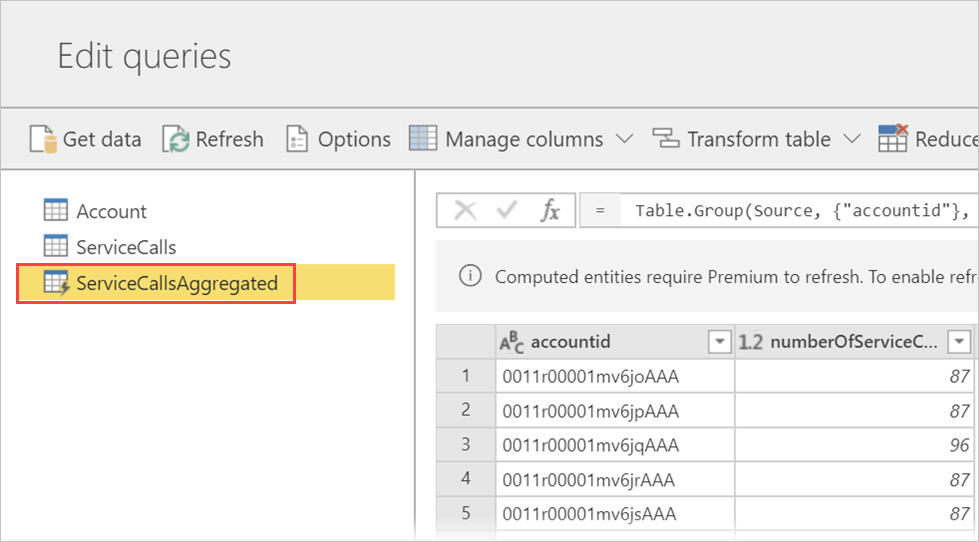 Edit queries
Get data Refresh Options Manage columns Transform table Reduce
Account
ServiceCalls
ServiceCallsAggregated
fx = Table.Group(Source, {"accountid"},
Computed entities require Premium to refresh. To enable refr
ABC accountid 1.2 numberOfServiceC...
1 0011r00001mv6joAAA 87
2 0011r00001mv6jpAAA 87
3 0011r00001mv6jqAAA 96
4 0011r00001mv6jrAAA 87
5 0011r00001mv6jsAAA 87